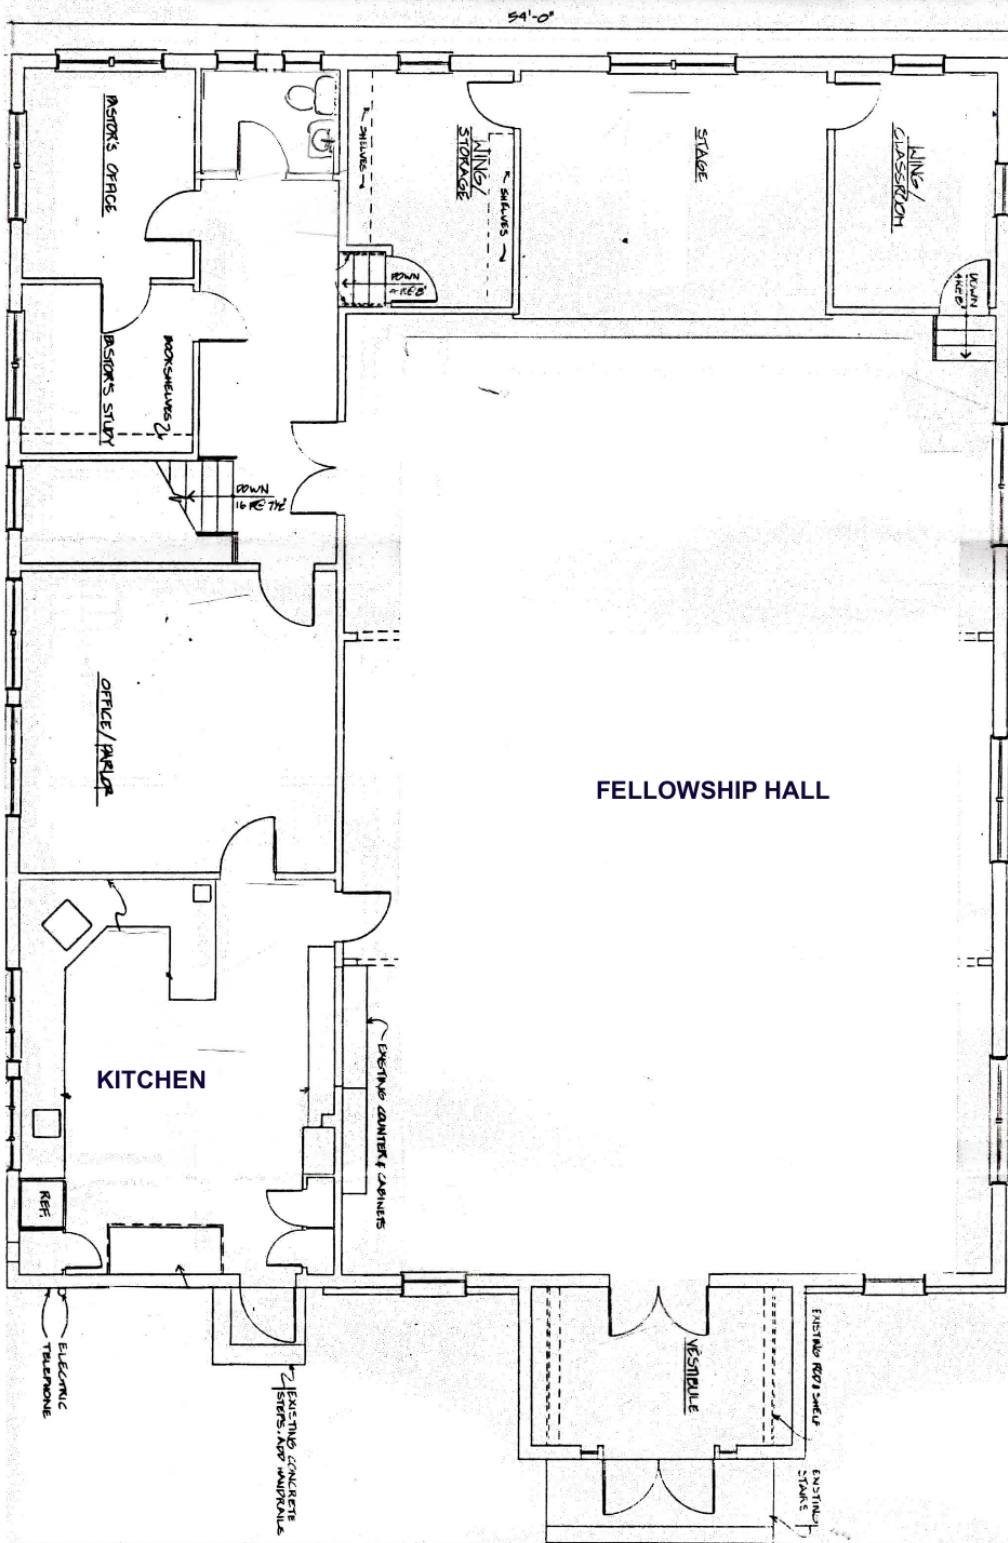 54'-0"
PASTOR'S OFFICE
SHELVES
WING/
STORAGE
SHELVES
STAGE
WING/
CLASSROOM
DOWN
DOWN
BOOKSHELVES
PASTOR'S STUDY
DOWN
OFFICE/PARLOR
FELLOWSHIP HALL
KITCHEN
EXISTING COUNTER & CABINETS
REF.
ELECTRIC
TELEPHONE
EXISTING CONCRETE
STEPS. ADD HANDRAILS
VESTIBULE
EXISTING ROD & SHELF
EXISTING
STAIRS